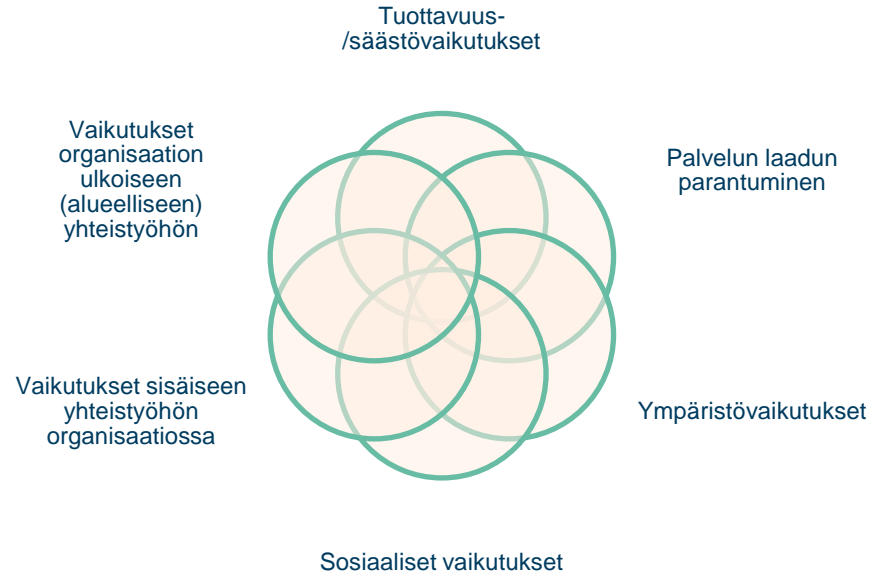 Tuottavuus-
/säästövaikutukset
Vaikutukset
organisaation
ulkoiseen
(alueelliseen)
yhteistyöhön
Palvelun laadun
parantuminen
Vaikutukset sisäiseen
yhteistyöhön
organisaatiossa
Ympäristövaikutukset
Sosiaaliset vaikutukset